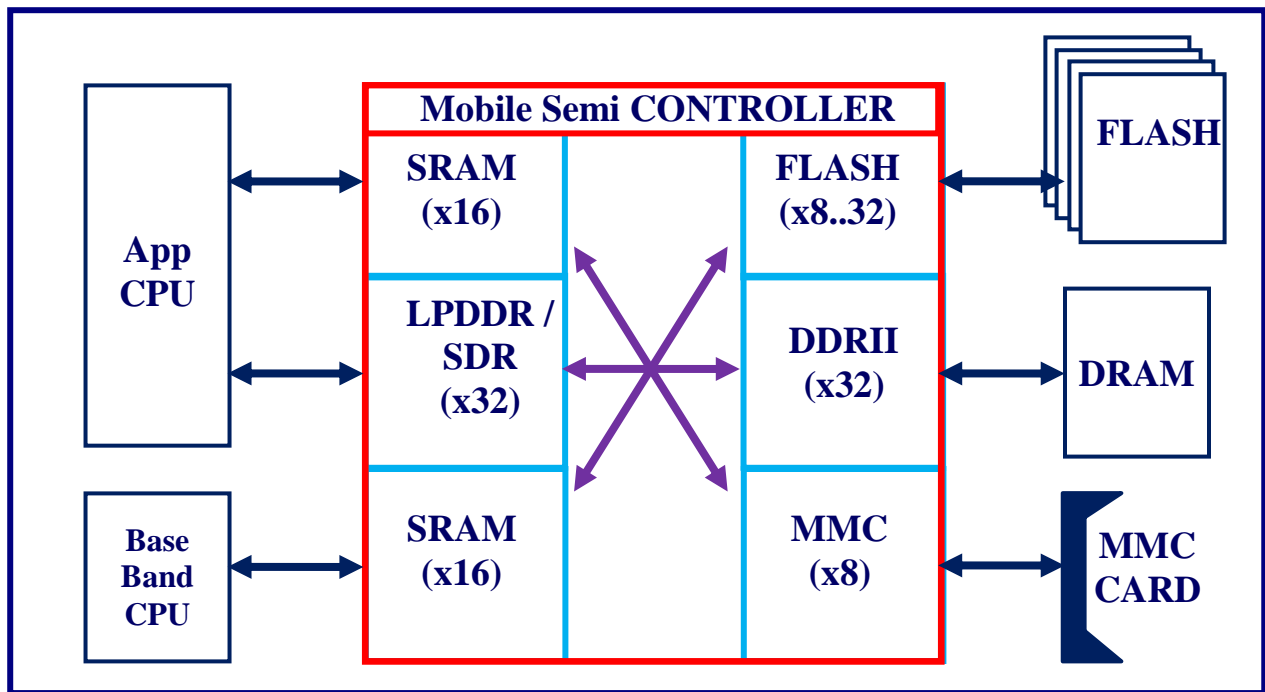 Mobile Semi CONTROLLER
App
CPU
Base
Band
CPU
SRAM
(x16)
LPDDR /
SDR
(x32)
SRAM
(x16)
FLASH
(x8..32)
DDRII
(x32)
MMC
(x8)
FLASH
DRAM
MMC
CARD